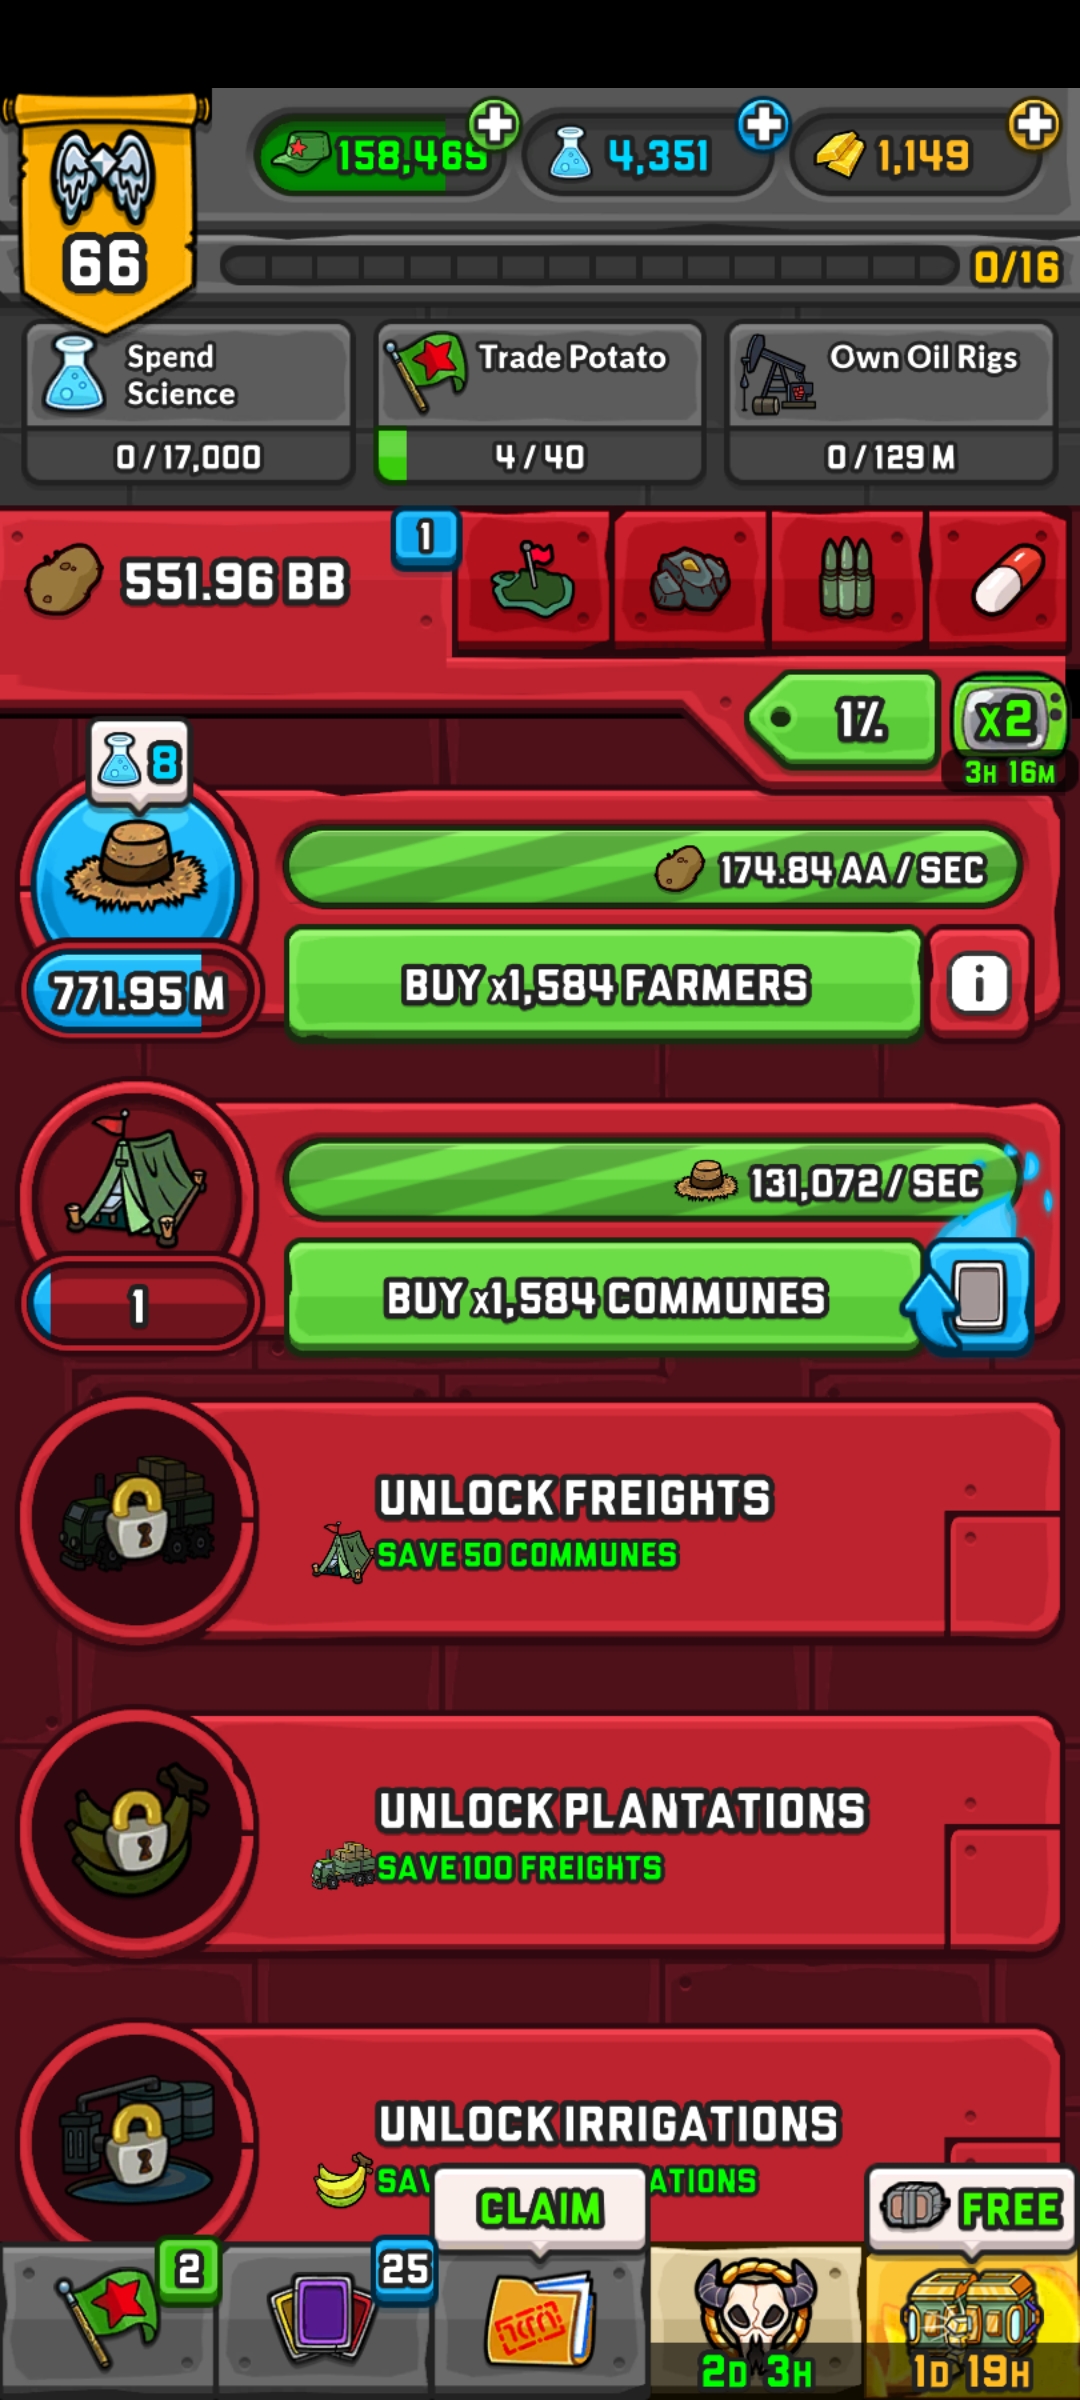 158,465
4,351
1,149
66
0/16
Spend
Science
0/17,000
Trade Potato
4/40
Own Oil Rigs
0/129 M
551.96 BB
1
1%
x2
3H 16M
8
174.84 AA / SEC
771.95 M
BUY x1,584 FARMERS
i
131,072 / SEC
1
BUY x1,584 COMMUNES
UNLOCK FREIGHTS
SAVE 50 COMMUNES
UNLOCK PLANTATIONS
SAVE 100 FREIGHTS
UNLOCK IRRIGATIONS
CLAIM
FREE
2
25
2D 3H
1D 19H